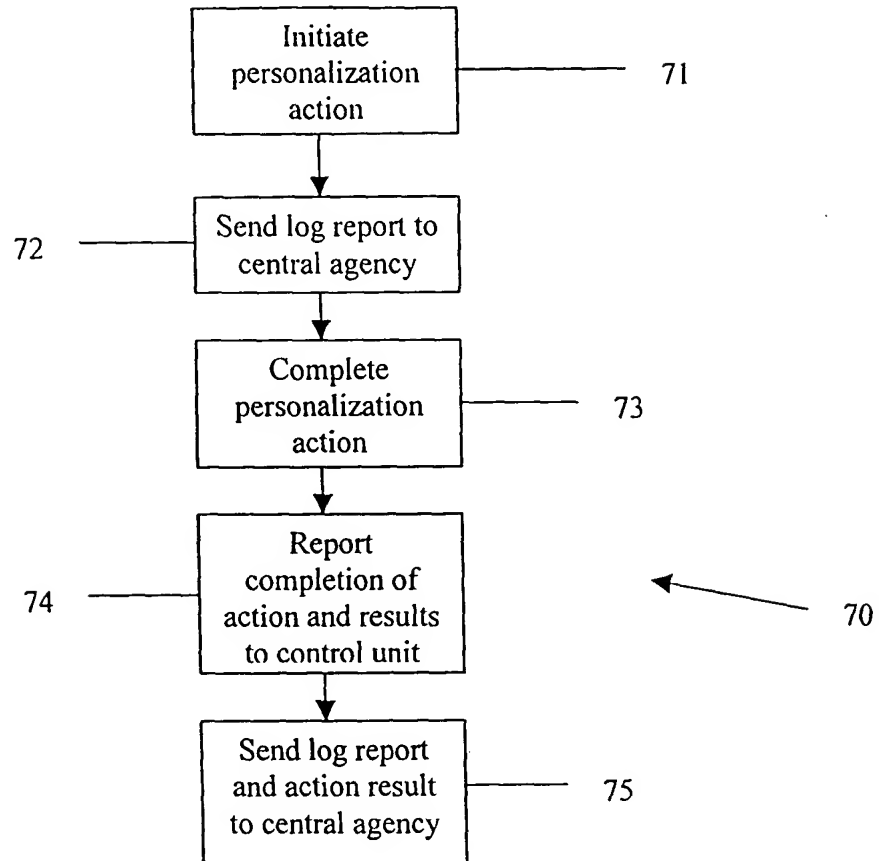 Initiate
personalization
action
71
Send log report to
central agency
72
Complete
personalization
action
73
Report
completion of
action and results
to control unit
74
70
Send log report
and action result
to central agency
75